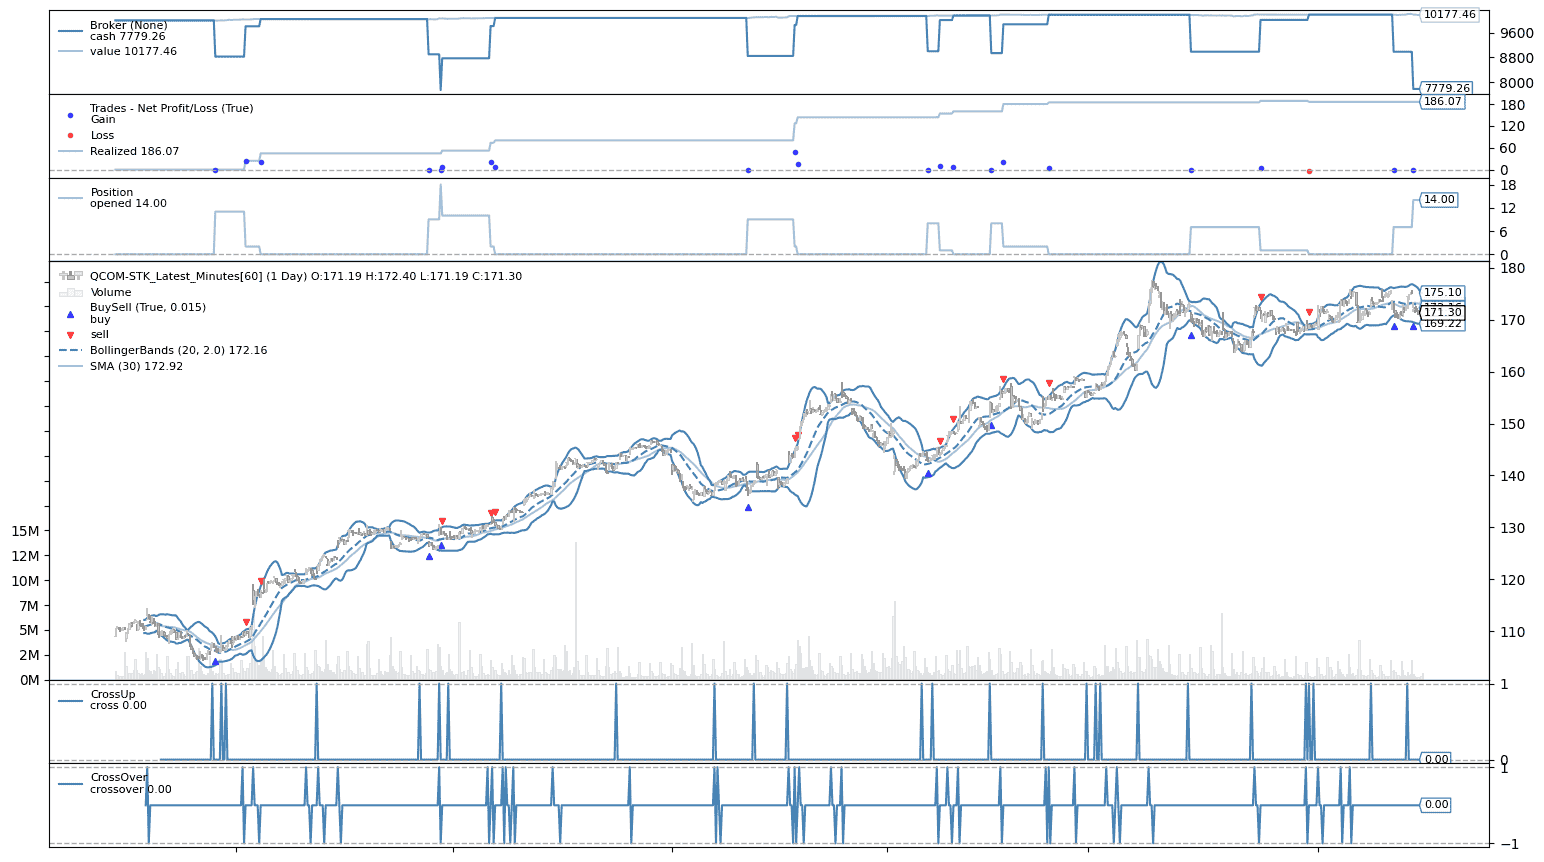 Broker (None)
cash 7779.26
value 10177.46
10177.46
9600
8800
8000
7779.26
Trades - Net Profit/Loss (True)
Gain
Loss
Realized 186.07
186.07
180
120
60
0
Position
opened 14.00
18
14.00
12
6
0
QCOM-STK_Latest_Minutes[60] (1 Day) O:171.19 H:172.40 L:171.19 C:171.30
Volume
BuySell (True, 0.015)
buy
sell
BollingerBands (20, 2.0) 172.16
SMA (30) 172.92
180
175.10
171.30
169.22
170
160
150
140
130
120
110
15M
12M
10M
7M
5M
2M
0M
CrossUp
cross 0.00
1
0.00
0
CrossOver
crossover 0.00
1
0.00
−1